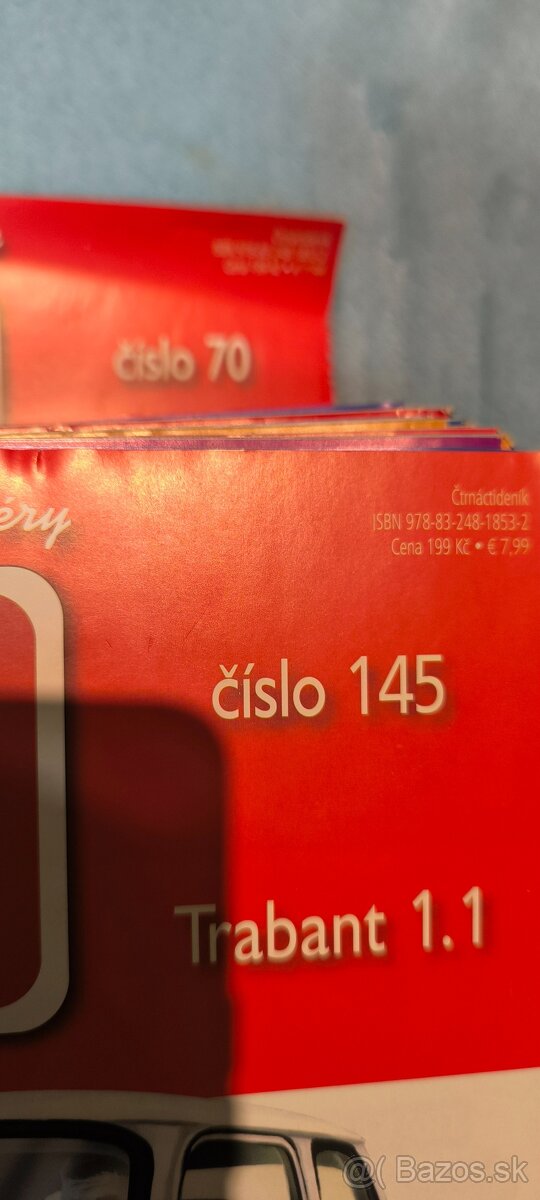 číslo 70
éry
Čtrnáctideník
ISBN 978-83-248-1853-2
Cena 199 Kč • € 7,99
číslo 145
Trabant 1.1
@( Bazos.sk